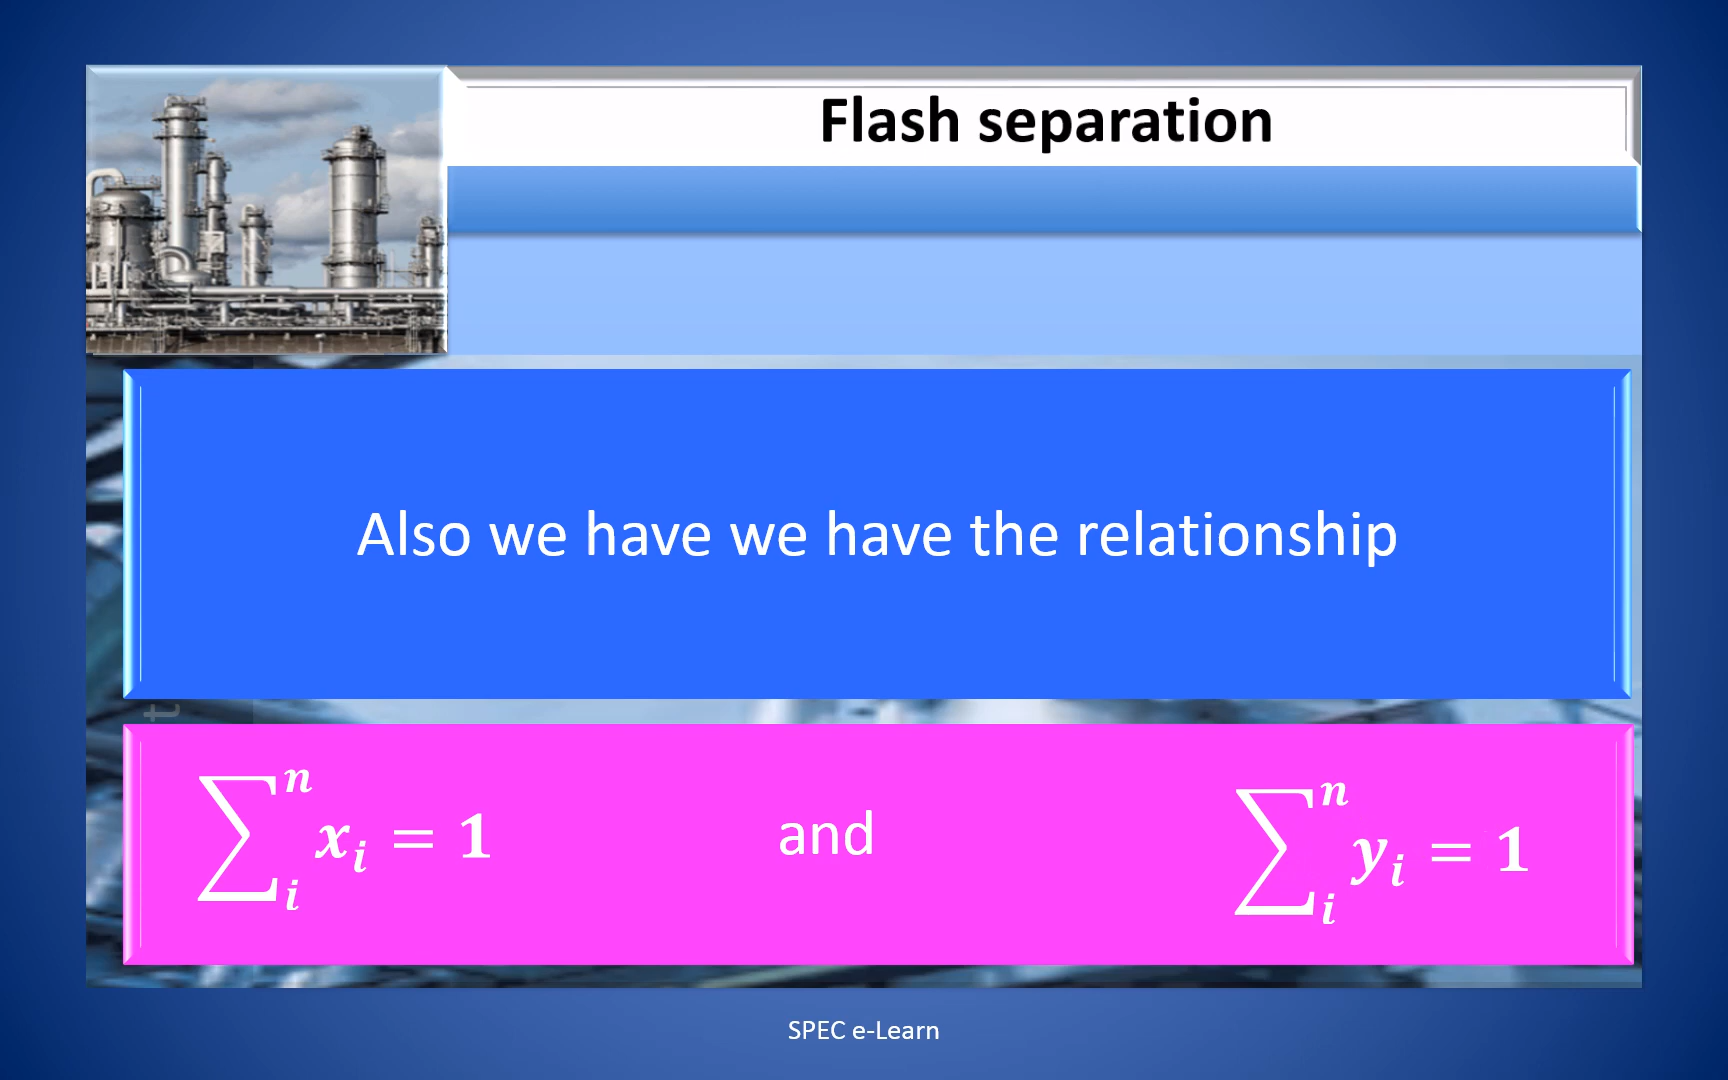 Flash separation
Also we have we have the relationship
∑ᵢⁿ xᵢ = 1 and ∑ᵢⁿ yᵢ = 1
t
SPEC e-Learn